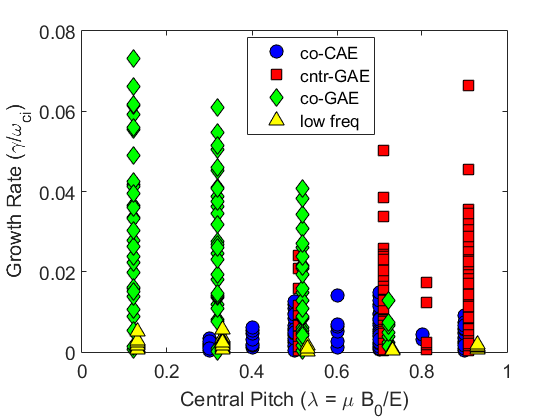 0.08
0.06
0.04
0.02
0
Growth Rate (γ/ω_ci)
co-CAE
cntr-GAE
co-GAE
low freq
0 0.2 0.4 0.6 0.8 1
Central Pitch (λ = μ B_0/E)